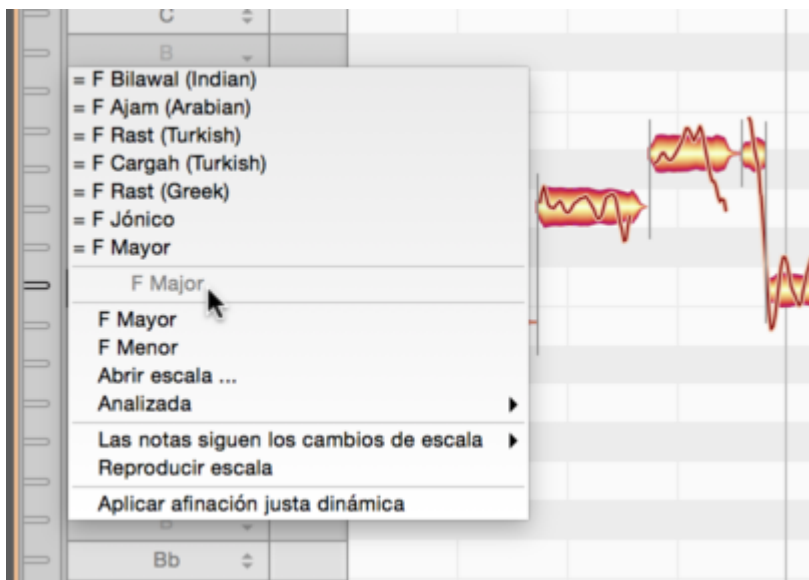 C
B
= F Bilawal (Indian)
= F Ajam (Arabian)
= F Rast (Turkish)
= F Cargah (Turkish)
= F Rast (Greek)
= F Jónico
= F Mayor
F Major
F Mayor
F Menor
Abrir escala ...
Analizada
Las notas siguen los cambios de escala
Reproducir escala
Aplicar afinación justa dinámica
Bb